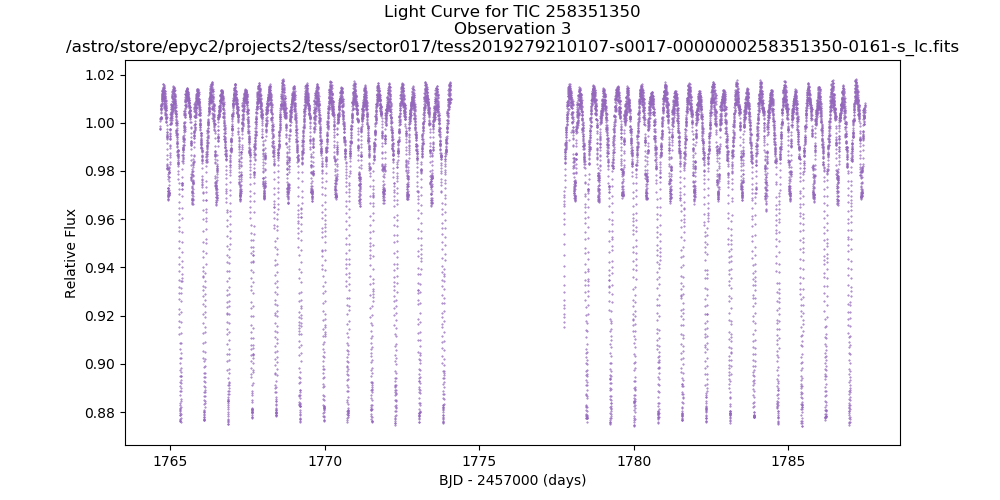 Light Curve for TIC 258351350
Observation 3
/astro/store/epyc2/projects2/tess/sector017/tess2019279210107-s0017-0000000258351350-0161-s_lc.fits
1.02
1.00
0.98
0.96
0.94
0.92
0.90
0.88
Relative Flux
1765
1770
1775
1780
1785
BJD - 2457000 (days)